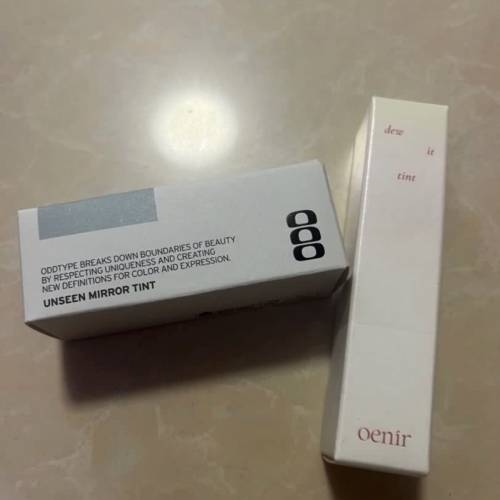 ODDTYPE BREAKS DOWN BOUNDARIES OF BEAUTY
BY RESPECTING UNIQUENESS AND CREATING
NEW DEFINITIONS FOR COLOR AND EXPRESSION.
UNSEEN MIRROR TINT
dew
it
tint
oenir